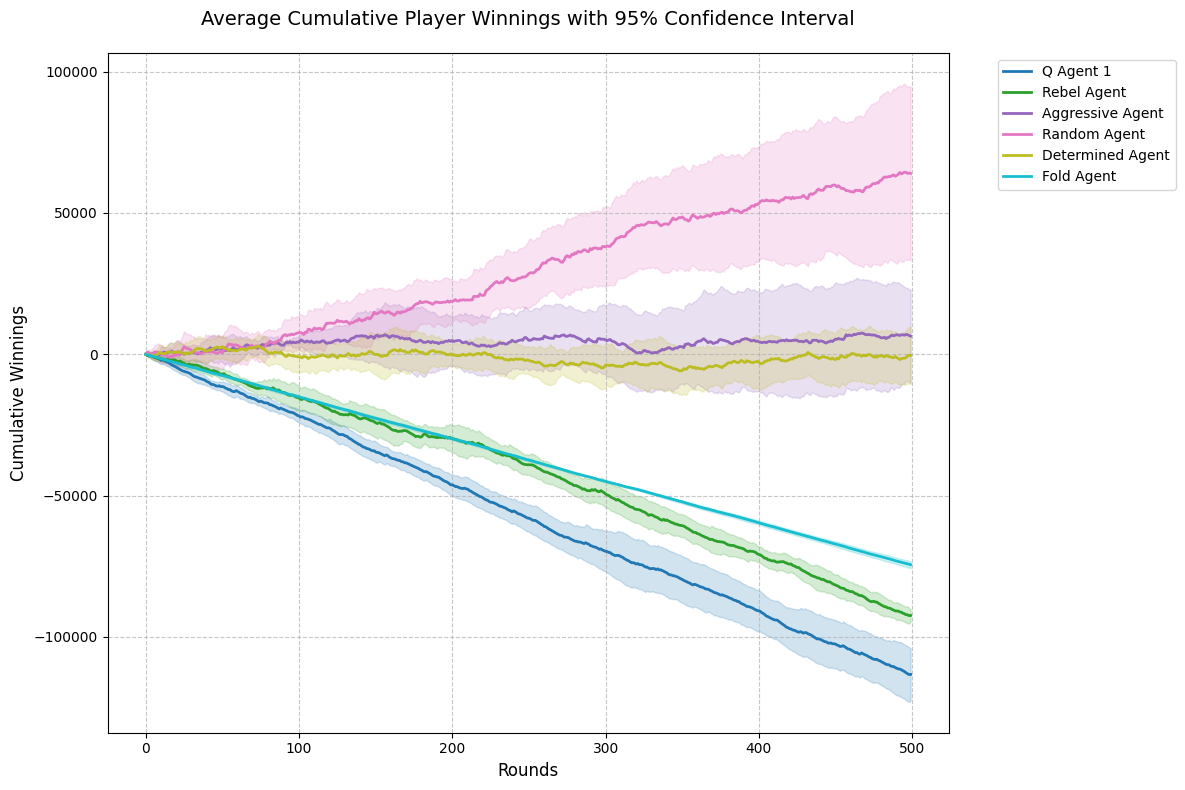 Average Cumulative Player Winnings with 95% Confidence Interval
Q Agent 1
Rebel Agent
Aggressive Agent
Random Agent
Determined Agent
Fold Agent
Cumulative Winnings
100000
50000
0
−50000
−100000
0 100 200 300 400 500
Rounds